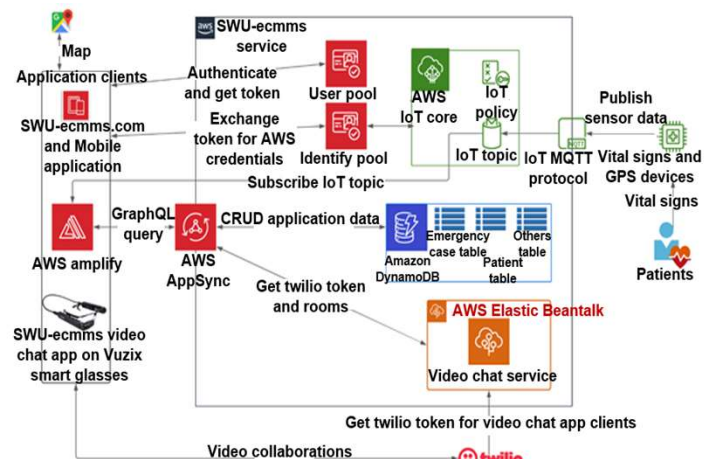 Map
Application clients
SWU-ecmms.com
and Mobile
application
AWS amplify
SWU-ecmms video
chat app on Vuzix
smart glasses
aws
SWU-ecmms
service
Authenticate
and get token
User pool
Exchange
token for AWS
credentials
Identify pool
AWS
IoT core
IoT
policy
IoT topic
Subscribe IoT topic
Publish
sensor data
MQTT
IoT MQTT
protocol
Vital signs and
GPS devices
Vital signs
Patients
GraphQL
query
AWS
AppSync
CRUD application data
Amazon
DynamoDB
Emergency
case table
Patient
table
Others
table
Get twilio token
and rooms
AWS Elastic Beantalk
Video chat service
Get twilio token for video chat app clients
Video collaborations
twilio